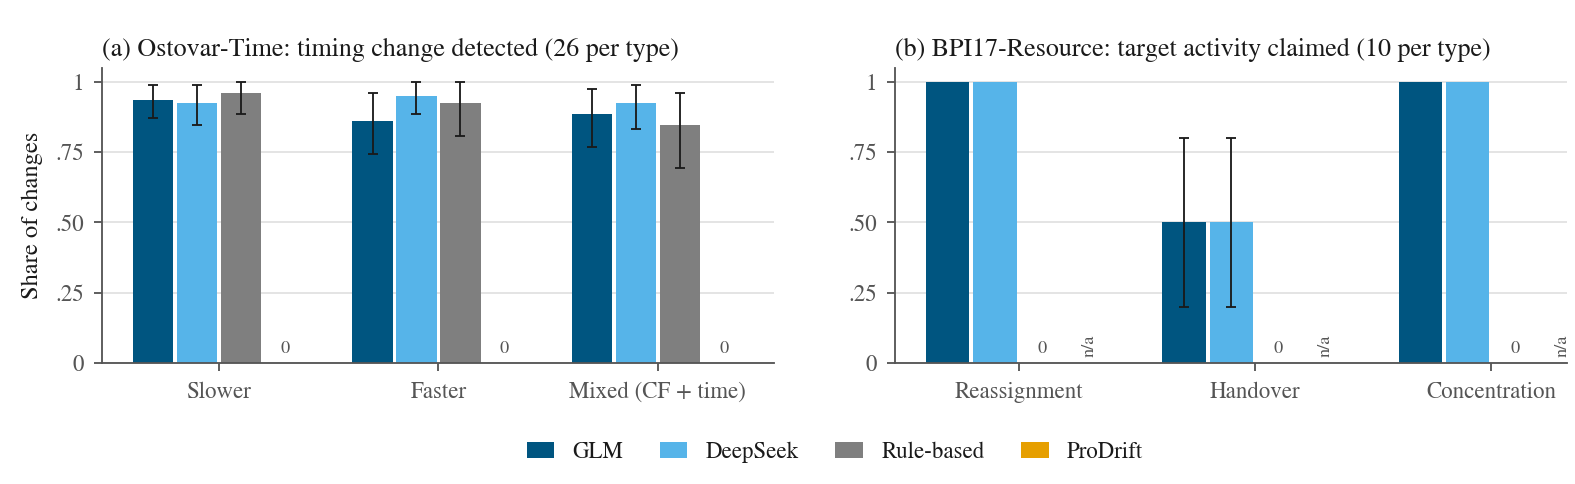 (a) Ostovar-Time: timing change detected (26 per type)
Share of changes
1
.75
.50
.25
0
0
0
0
Slower
Faster
Mixed (CF + time)
(b) BPI17-Resource: target activity claimed (10 per type)
1
.75
.50
.25
0
0
n/a
0
n/a
0
n/a
Reassignment
Handover
Concentration
GLM
DeepSeek
Rule-based
ProDrift